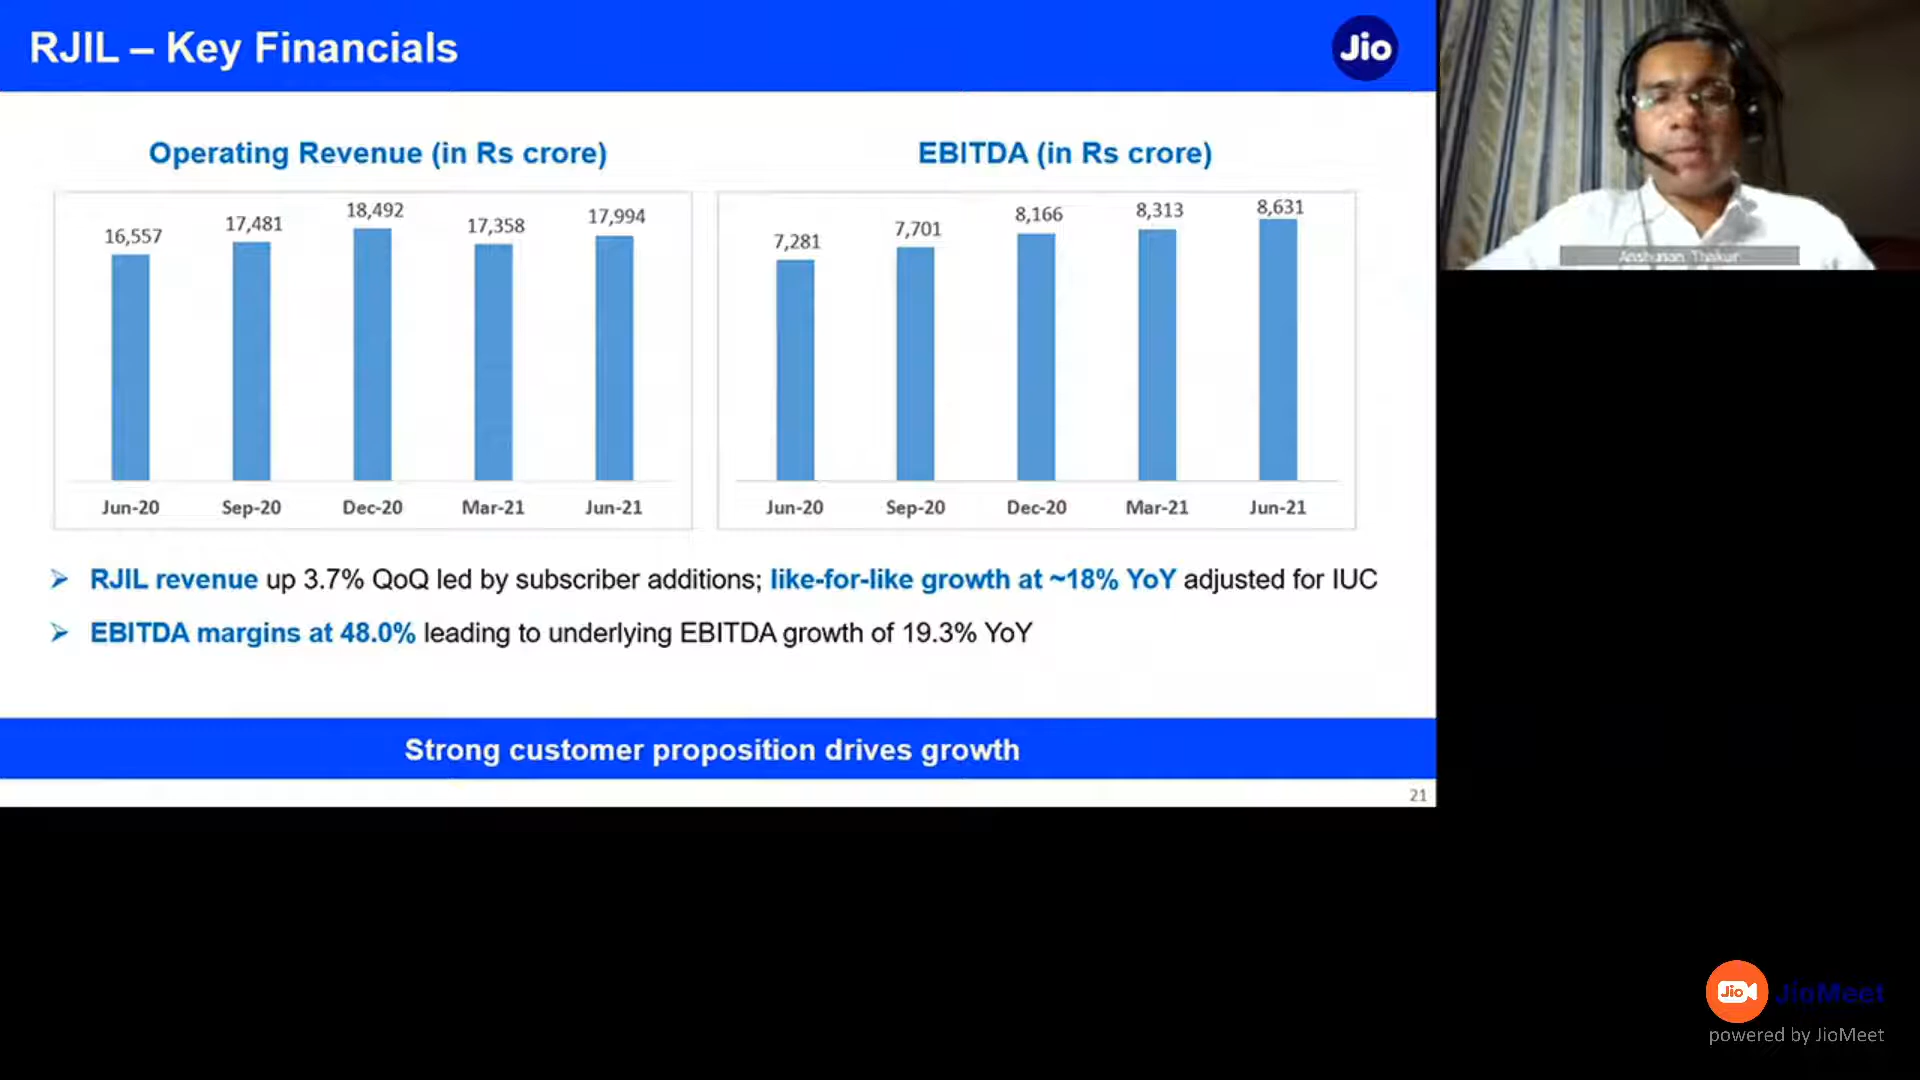 RJIL – Key Financials
Jio
Operating Revenue (in Rs crore)
16,557
17,481
18,492
17,358
17,994
Jun-20
Sep-20
Dec-20
Mar-21
Jun-21
EBITDA (in Rs crore)
7,281
7,701
8,166
8,313
8,631
Jun-20
Sep-20
Dec-20
Mar-21
Jun-21
RJIL revenue up 3.7% QoQ led by subscriber additions; like-for-like growth at ~18% YoY adjusted for IUC
EBITDA margins at 48.0% leading to underlying EBITDA growth of 19.3% YoY
Strong customer proposition drives growth
21
Anshuman Thakur
Jio
JioMeet
powered by JioMeet